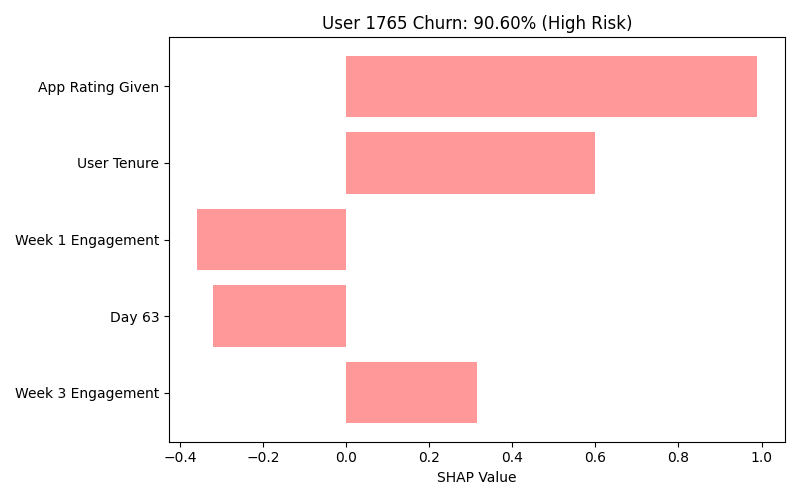 User 1765 Churn: 90.60% (High Risk)
App Rating Given
User Tenure
Week 1 Engagement
Day 63
Week 3 Engagement
−0.4 −0.2 0.0 0.2 0.4 0.6 0.8 1.0
SHAP Value